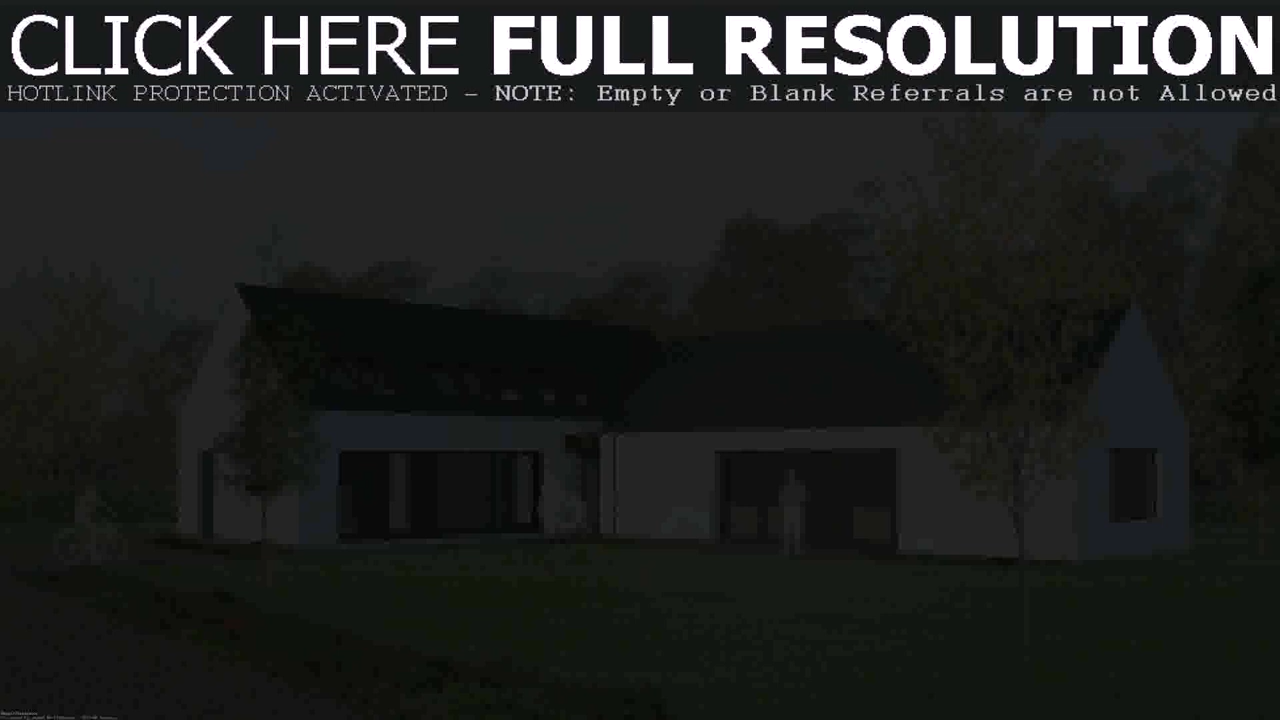 CLICK HERE FULL RESOLUTION
HOTLINK PROTECTION ACTIVATED – NOTE: Empty or Blank Referrals are not Allowed